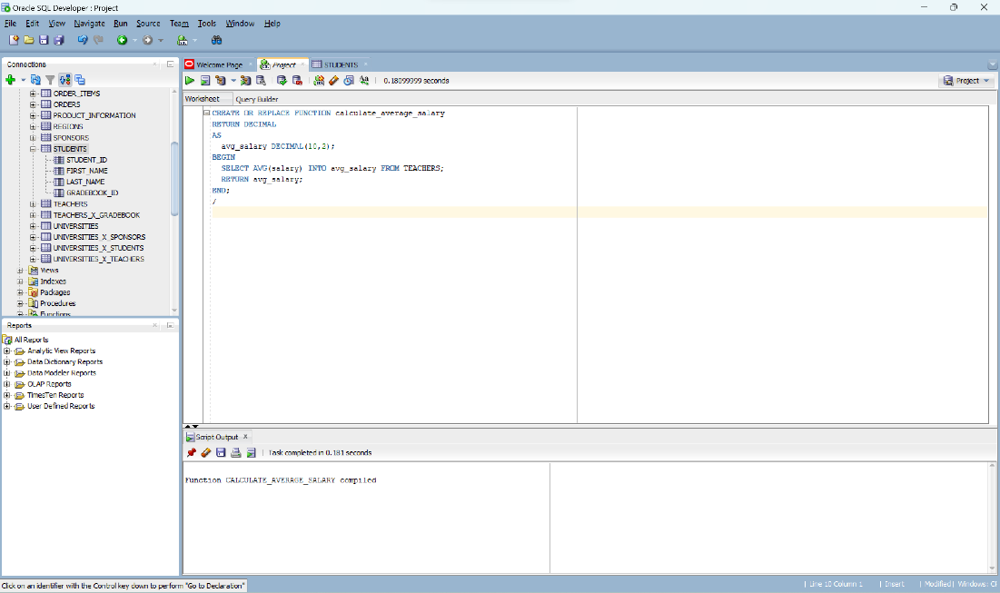 Oracle SQL Developer : Project
File Edit View Navigate Run Source Team Tools Window Help
Connections
ORDER_ITEMS
ORDERS
PRODUCT_INFORMATION
REGIONS
SPONSORS
STUDENTS
STUDENT_ID
FIRST_NAME
LAST_NAME
GRADEBOOK_ID
TEACHERS
TEACHERS_X_GRADEBOOK
UNIVERSITIES
UNIVERSITIES_X_SPONSORS
UNIVERSITIES_X_STUDENTS
UNIVERSITIES_X_TEACHERS
Views
Indexes
Packages
Procedures
Functions
Reports
All Reports
Analytic View Reports
Data Dictionary Reports
Data Modeler Reports
OLAP Reports
TimesTen Reports
User Defined Reports
Welcome Page Project STUDENTS
0.18099999 seconds
Project
Worksheet Query Builder
CREATE OR REPLACE FUNCTION calculate_average_salary
RETURN DECIMAL
AS
avg_salary DECIMAL(10,2);
BEGIN
SELECT AVG(salary) INTO avg_salary FROM TEACHERS;
RETURN avg_salary;
END;
/
Script Output
Task completed in 0.181 seconds
Function CALCULATE_AVERAGE_SALARY compiled
Click on an identifier with the Control key down to perform "Go to Declaration"
Line 10 Column 1 | Insert | Modified | Windows: Cl